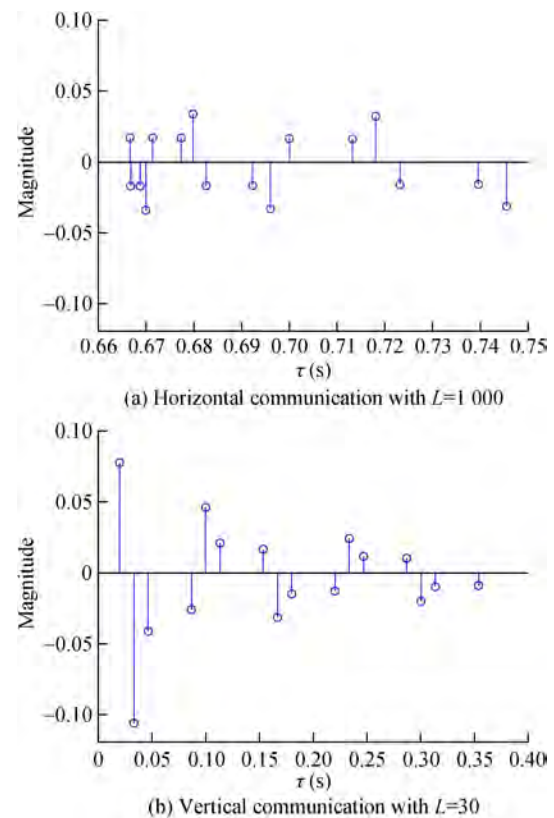 0.10
0.05
0
−0.05
−0.10
Magnitude
0.66 0.67 0.68 0.69 0.70 0.71 0.72 0.73 0.74 0.75
τ (s)
(a) Horizontal communication with L=1 000
0.10
0.05
0
−0.05
−0.10
Magnitude
0 0.05 0.10 0.15 0.20 0.25 0.30 0.35 0.40
τ (s)
(b) Vertical communication with L=30